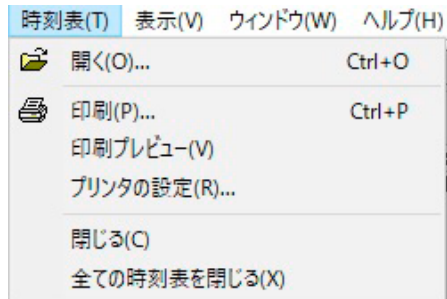 時刻表(T) 表示(V) ウィンドウ(W) ヘルプ(H)
開く(O)... Ctrl+O
印刷(P)... Ctrl+P
印刷プレビュー(V)
プリンタの設定(R)...
閉じる(C)
全ての時刻表を閉じる(X)